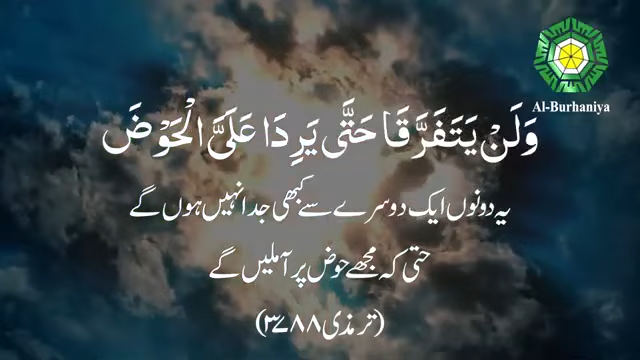 Al-Burhaniya
وَلَنْ يَتَفَرَّقَا حَتَّى يَرِدَا عَلَيَّ الْحَوْضَ
یہ دونوں ایک دوسرے سے کبھی جدا نہیں ہوں گے
حتی کہ مجھے حوض پر آملیں گے
(ترمذی ۳۷۸۸)